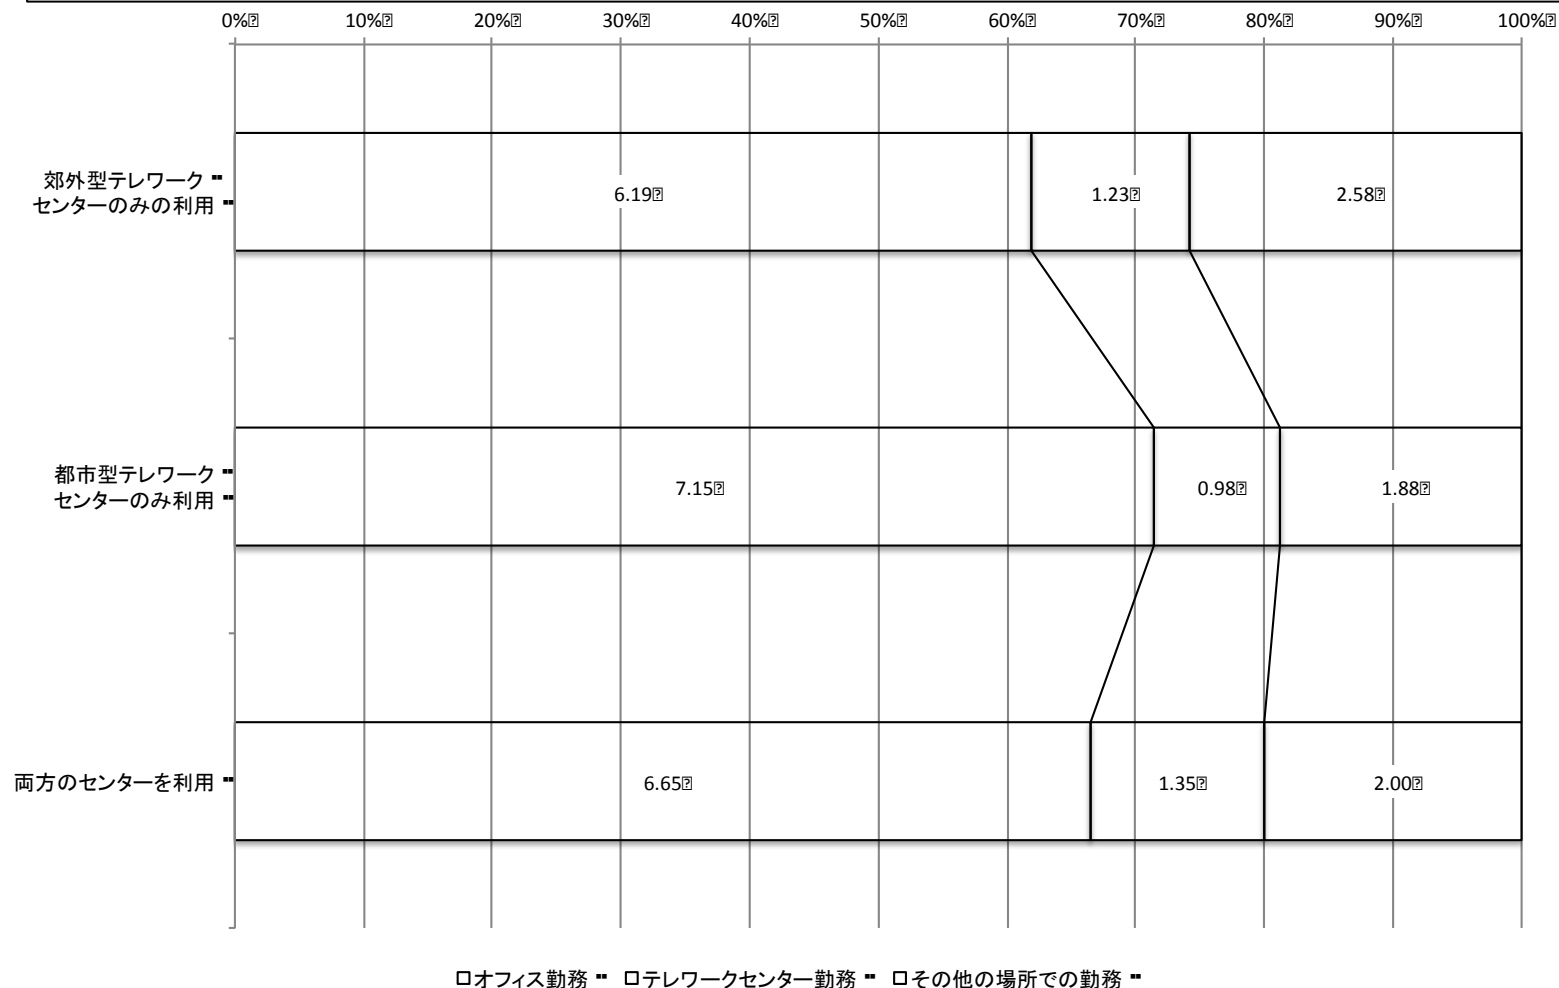 0% 10% 20% 30% 40% 50% 60% 70% 80% 90% 100%
郊外型テレワーク
センターのみの利用
6.19 1.23 2.58
都市型テレワーク
センターのみ利用
7.15 0.98 1.88
両方のセンターを利用
6.65 1.35 2.00
オフィス勤務 テレワークセンター勤務 その他の場所での勤務